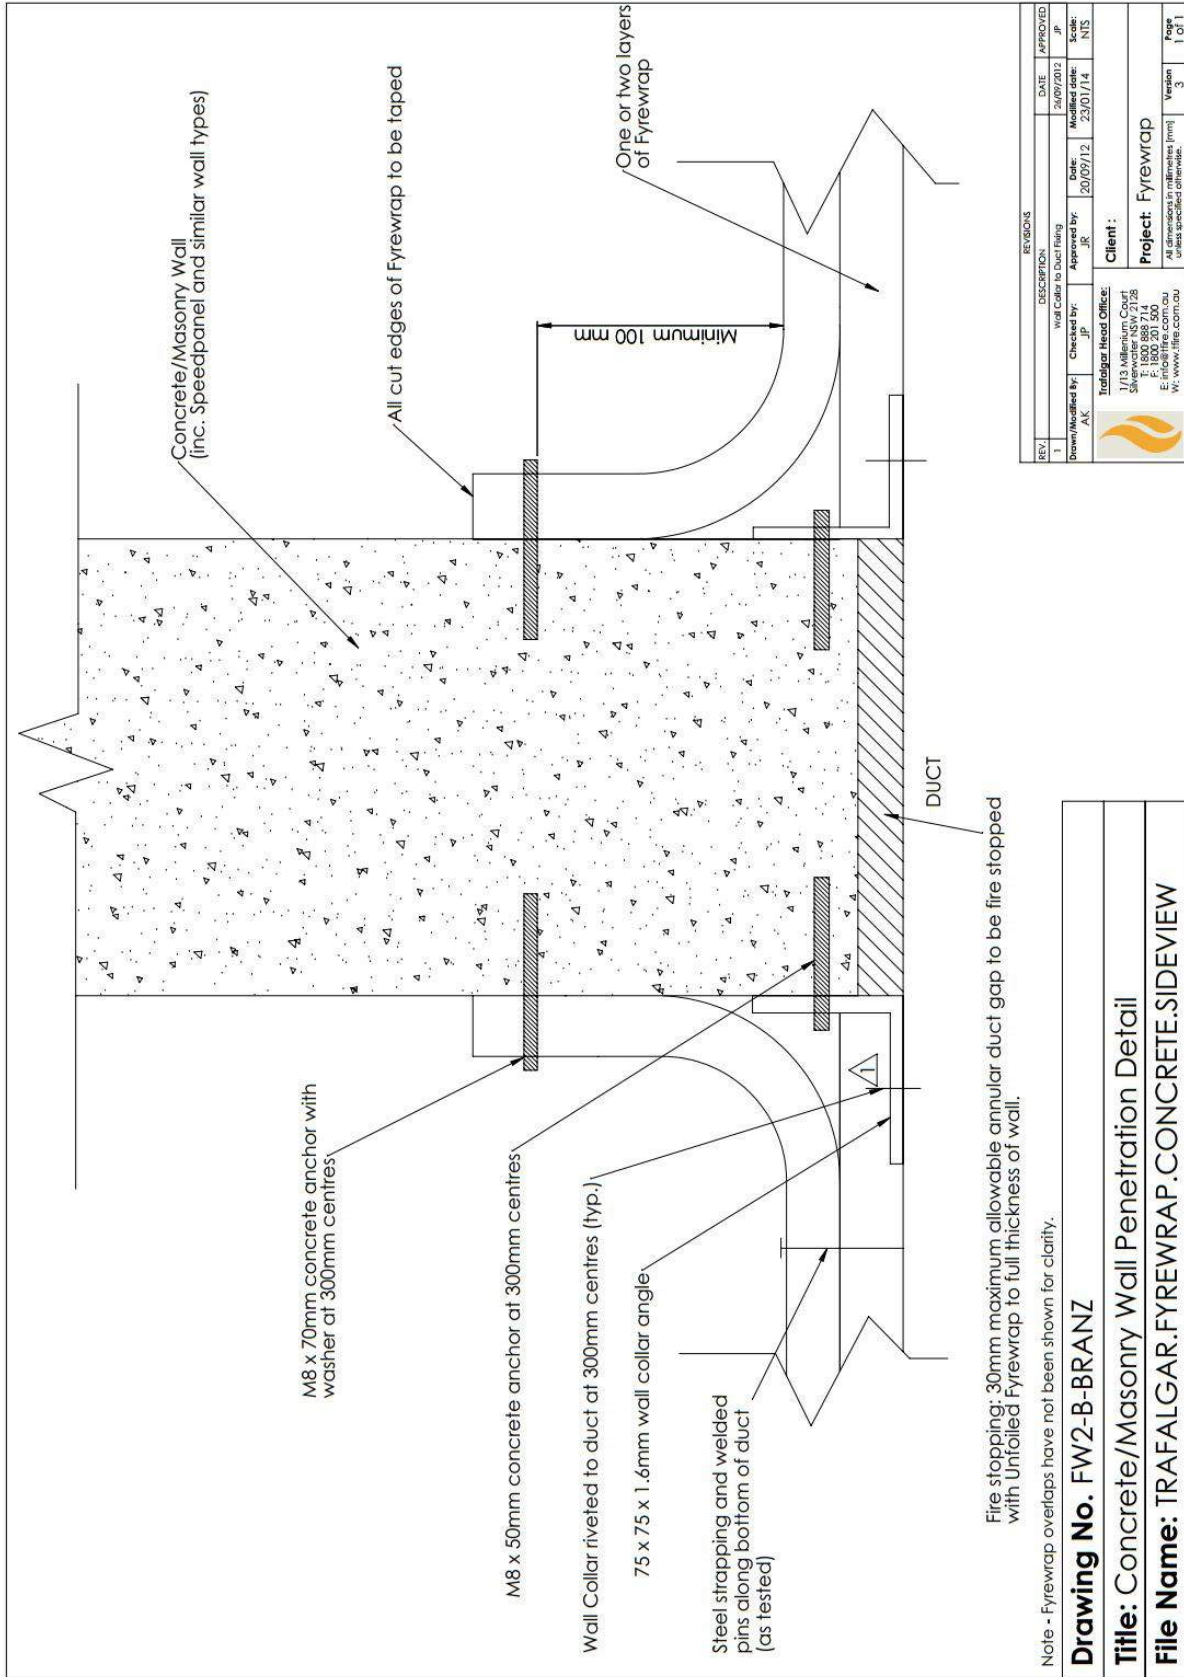 Concrete/Masonry Wall
(inc. Speedpanel and similar wall types)
All cut edges of Fyrewrap to be taped
One or two layers
of Fyrewrap
Minimum 100 mm
M8 x 70mm concrete anchor with
washer at 300mm centres
M8 x 50mm concrete anchor at 300mm centres
Wall Collar riveted to duct at 300mm centres (typ.)
1
75 x 75 x 1.6mm wall collar angle
Steel strapping and welded
pins along bottom of duct
(as tested)
DUCT
Fire stopping: 30mm maximum allowable annular duct gap to be fire stopped
with Unfoiled Fyrewrap to full thickness of wall.
Note - Fyrewrap overlaps have not been shown for clarity.
Drawing No. FW2-B-BRANZ
Title: Concrete/Masonry Wall Penetration Detail
File Name: TRAFALGAR.FYREWRAP.CONCRETE.SIDEVIEW
REVISIONS
REV. DESCRIPTION DATE APPROVED
1 Wall Collar to Duct Fixing 26/09/2012 JP
Drawn/Modified By: Checked by: Approved by: Date: Modified date: Scale:
AK JP JR 20/09/12 23/01/14 NTS
Trafalgar Head Office:
1/13 Millenium Court
Silverwater NSW 2128
T: 1800 888 714
F: 1800 201 500
E: info@tfire.com.au
W: www.tfire.com.au
Client :
Project: Fyrewrap
All dimensions in millimetres [mm]
unless specified otherwise.
Version
3
Page
1 of 1